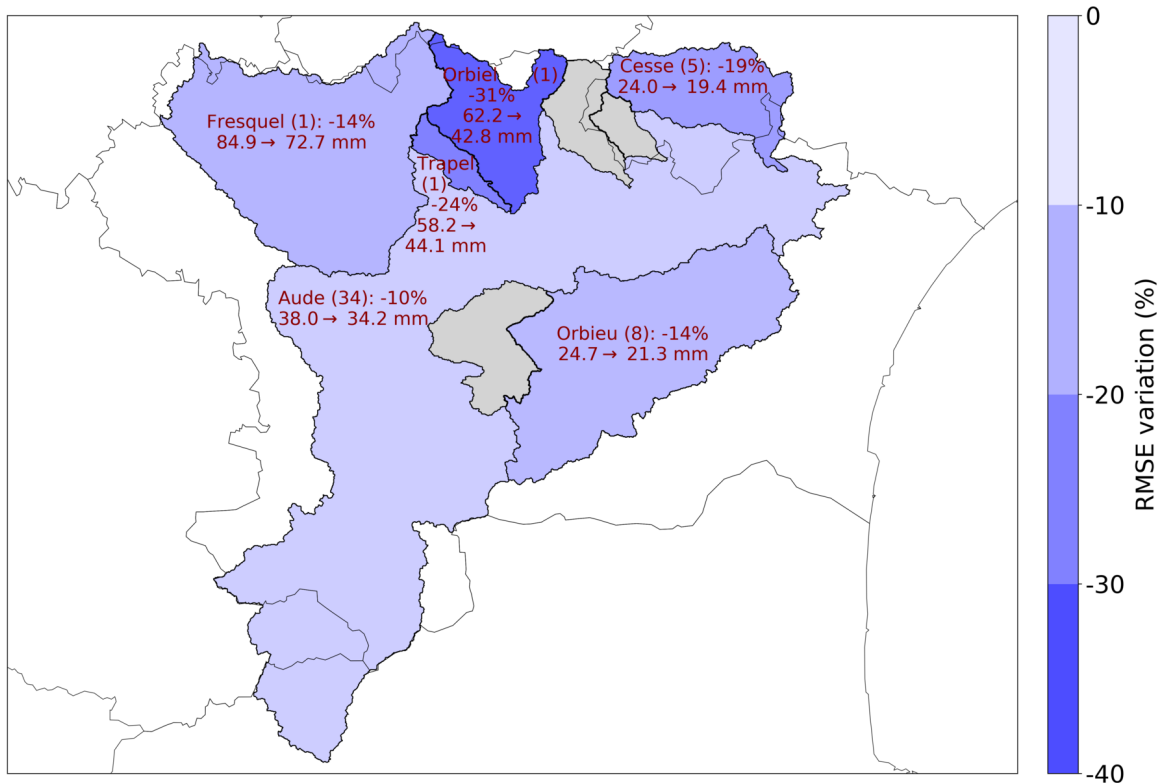 Orbiel (1)
-31%
62.2→
42.8 mm
Cesse (5): -19%
24.0→ 19.4 mm
Fresquel (1): -14%
84.9→ 72.7 mm
Trapel
(1)
-24%
58.2→
44.1 mm
Aude (34): -10%
38.0→ 34.2 mm
Orbieu (8): -14%
24.7→ 21.3 mm
0
-10
-20
-30
-40
RMSE variation (%)